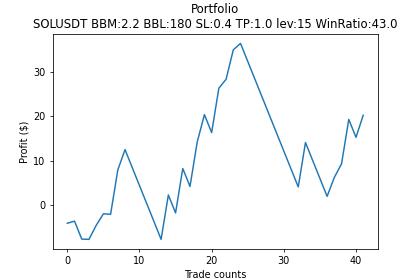 Portfolio
SOLUSDT BBM:2.2 BBL:180 SL:0.4 TP:1.0 lev:15 WinRatio:43.0
30
20
10
0
Profit ($)
0
10
20
30
40
Trade counts